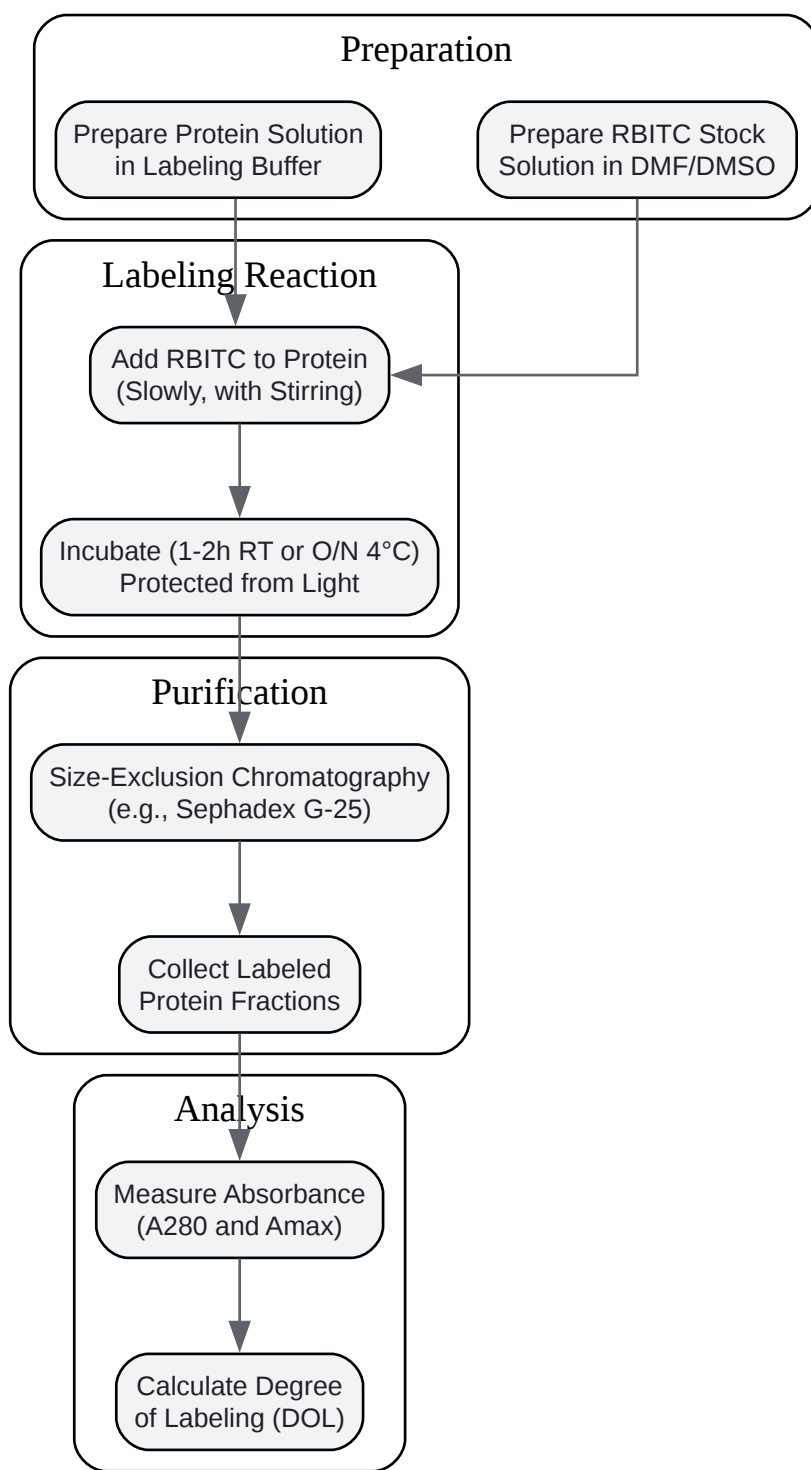 Preparation
Prepare Protein Solution
in Labeling Buffer
Prepare RBITC Stock
Solution in DMF/DMSO
Labeling Reaction
Add RBITC to Protein
(Slowly, with Stirring)
Incubate (1-2h RT or O/N 4°C)
Protected from Light
Purification
Size-Exclusion Chromatography
(e.g., Sephadex G-25)
Collect Labeled
Protein Fractions
Analysis
Measure Absorbance
(A280 and Amax)
Calculate Degree
of Labeling (DOL)